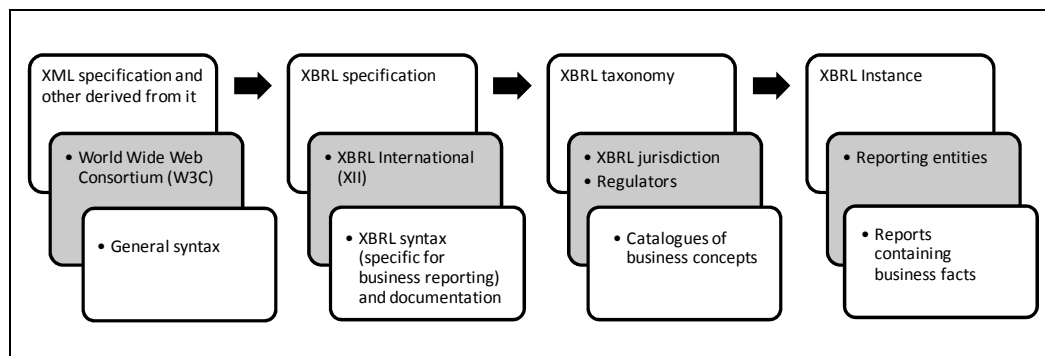 XML specification and
other derived from it
• World Wide Web
Consortium (W3C)
• General syntax
XBRL specification
• XBRL International
(XII)
• XBRL syntax
(specific for
business reporting)
and documentation
XBRL taxonomy
• XBRL jurisdiction
• Regulators
• Catalogues of
business concepts
XBRL Instance
• Reporting entities
• Reports
containing
business facts